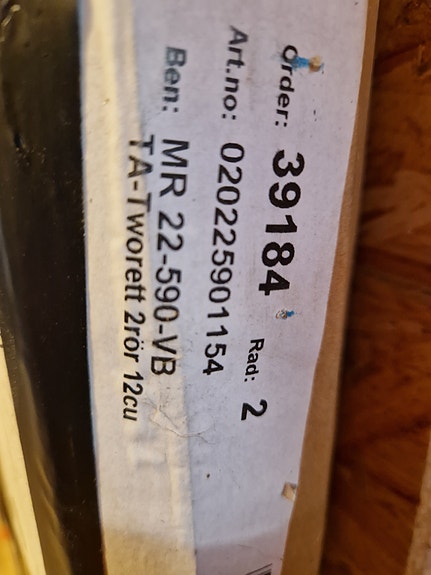 Order: 39184 Rad: 2
Art.no: 020225901154
Ben: MR 22-590-VB
TA-Tworett 2rör 12cu